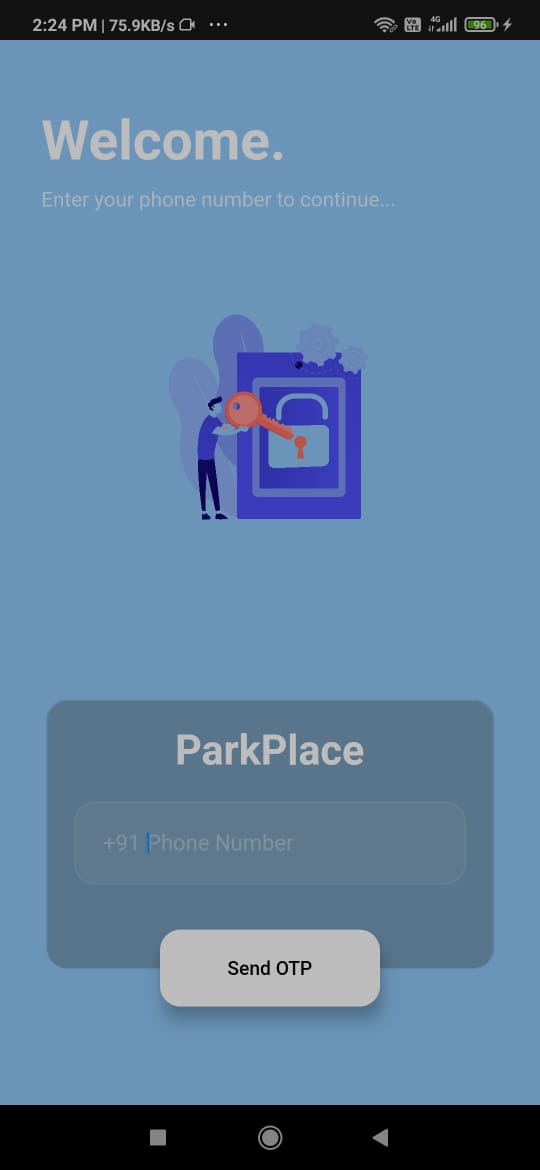 2:24 PM | 75.9KB/s ...
Vo LTE 4G 96
Welcome.
Enter your phone number to continue...
ParkPlace
+91 Phone Number
Send OTP